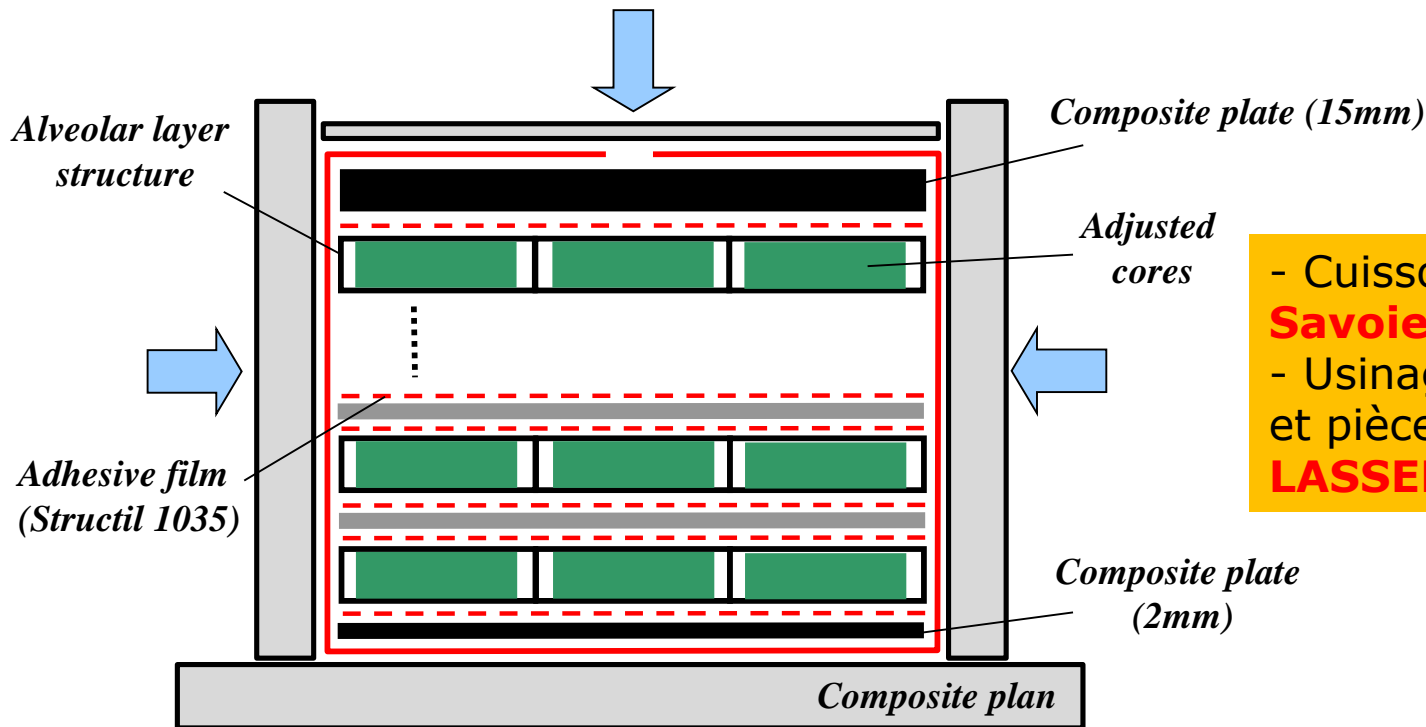 Alveolar layer
structure
Composite plate (15mm)
Adjusted
cores
- Cuisso
Savoie
- Usinag
et pièce
LASSE
Adhesive film
(Structil 1035)
Composite plate
(2mm)
Composite plan